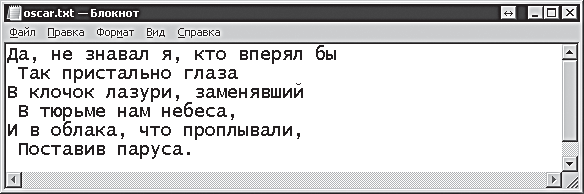 oscar.txt — Блокнот
Файл Правка Формат Вид Справка
Да, не знавал я, кто вперял бы
Так пристально глаза
В клочок лазури, заменявший
В тюрьме нам небеса,
И в облака, что проплывали,
Поставив паруса.